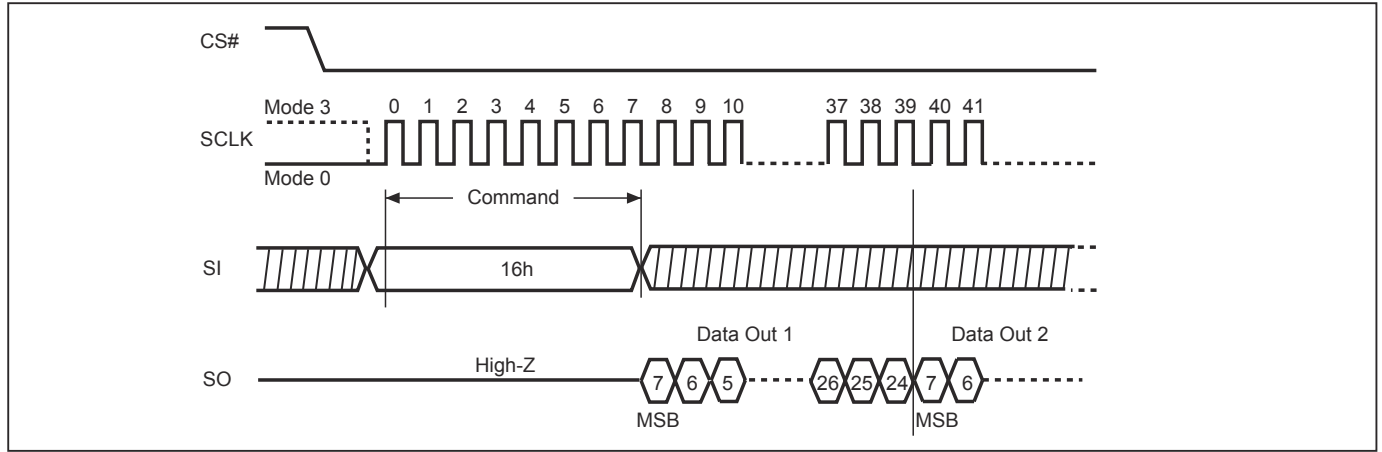 CS#
Mode 3
0 1 2 3 4 5 6 7 8 9 10 37 38 39 40 41
SCLK
Mode 0
Command
SI
16h
Data Out 1 Data Out 2
High-Z
SO
7 6 5 26 25 24 7 6
MSB MSB